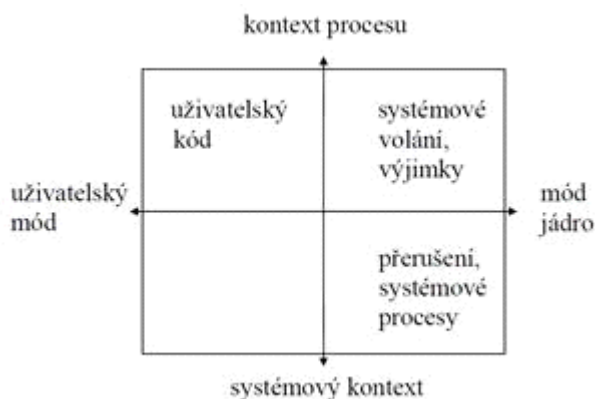 kontext procesu
uživatelský
kód
systémové
volání,
výjimky
uživatelský
mód
mód
jádro
přerušení,
systémové
procesy
systémový kontext